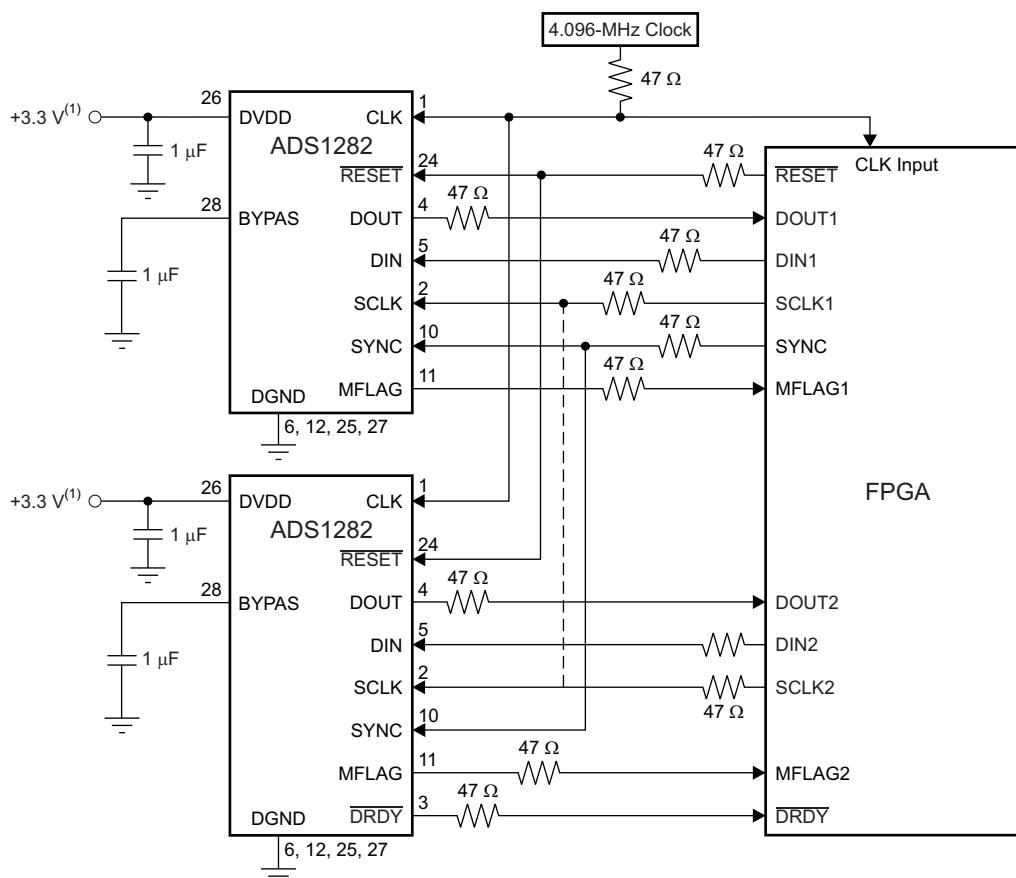 4.096-MHz Clock
47 Ω
+3.3 V(1)
26
DVDD
CLK
1
ADS1282
1 μF
CLK Input
RESET
24
47 Ω
RESET
28
BYPAS
DOUT
4
47 Ω
DOUT1
1 μF
DIN
5
47 Ω
DIN1
SCLK
2
47 Ω
SCLK1
SYNC
10
47 Ω
SYNC
MFLAG
11
47 Ω
MFLAG1
DGND
6, 12, 25, 27
FPGA
+3.3 V(1)
26
DVDD
CLK
1
ADS1282
1 μF
RESET
24
28
BYPAS
DOUT
4
47 Ω
DOUT2
1 μF
DIN
5
DIN2
SCLK
2
47 Ω
SCLK2
SYNC
10
MFLAG
11
47 Ω
MFLAG2
DGND
DRDY
3
47 Ω
DRDY
6, 12, 25, 27